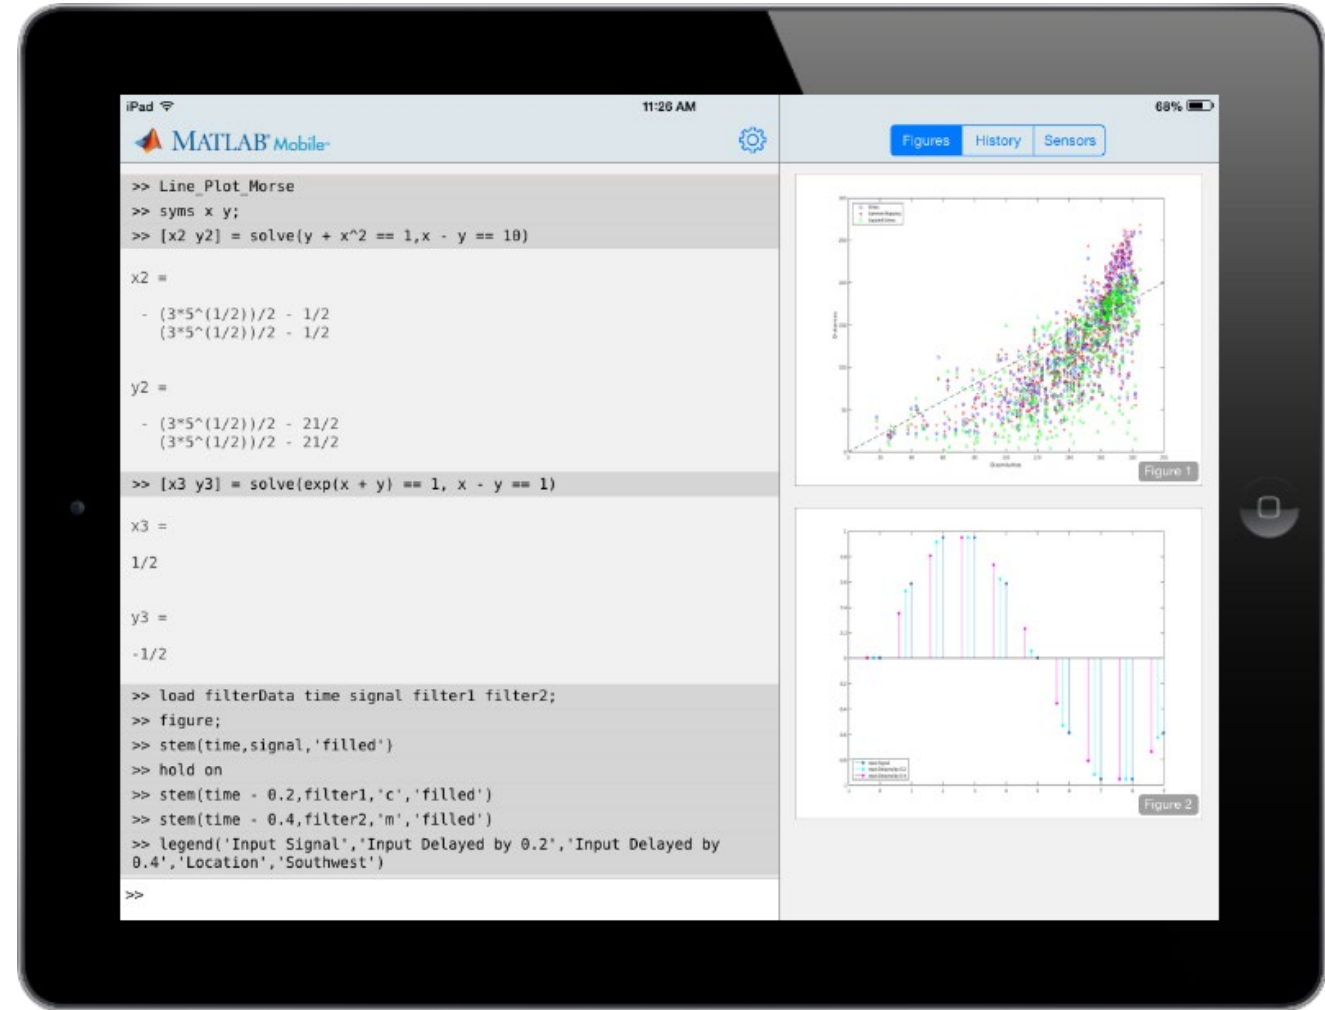 iPad 11:26 AM 68%
MATLAB® Mobile™
Figures History Sensors
>> Line_Plot_Morse
>> syms x y;
>> [x2 y2] = solve(y + x^2 == 1,x - y == 10)
x2 =
- (3*5^(1/2))/2 - 1/2
(3*5^(1/2))/2 - 1/2
y2 =
- (3*5^(1/2))/2 - 21/2
(3*5^(1/2))/2 - 21/2
>> [x3 y3] = solve(exp(x + y) == 1, x - y == 1)
x3 =
1/2
y3 =
-1/2
>> load filterData time signal filter1 filter2;
>> figure;
>> stem(time,signal,'filled')
>> hold on
>> stem(time - 0.2,filter1,'c','filled')
>> stem(time - 0.4,filter2,'m','filled')
>> legend('Input Signal','Input Delayed by 0.2','Input Delayed by
0.4','Location','Southwest')
>>
Figure 1
Figure 2